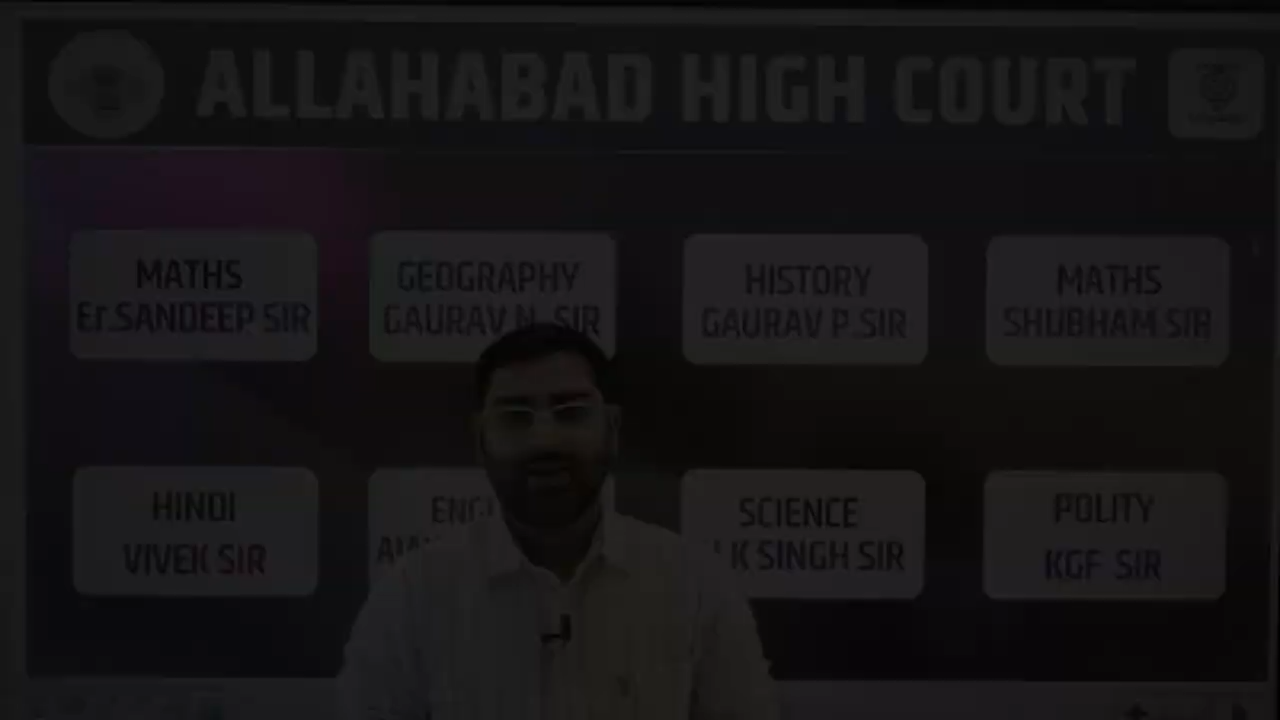 ALLAHABAD HIGH COURT
MATHS
Er.SANDEEP SIR
GEOGRAPHY
GAURAV N. SIR
HISTORY
GAURAV P.SIR
MATHS
SHUBHAM SIR
HINDI
VIVEK SIR
SCIENCE
K SINGH SIR
POLITY
KGF SIR